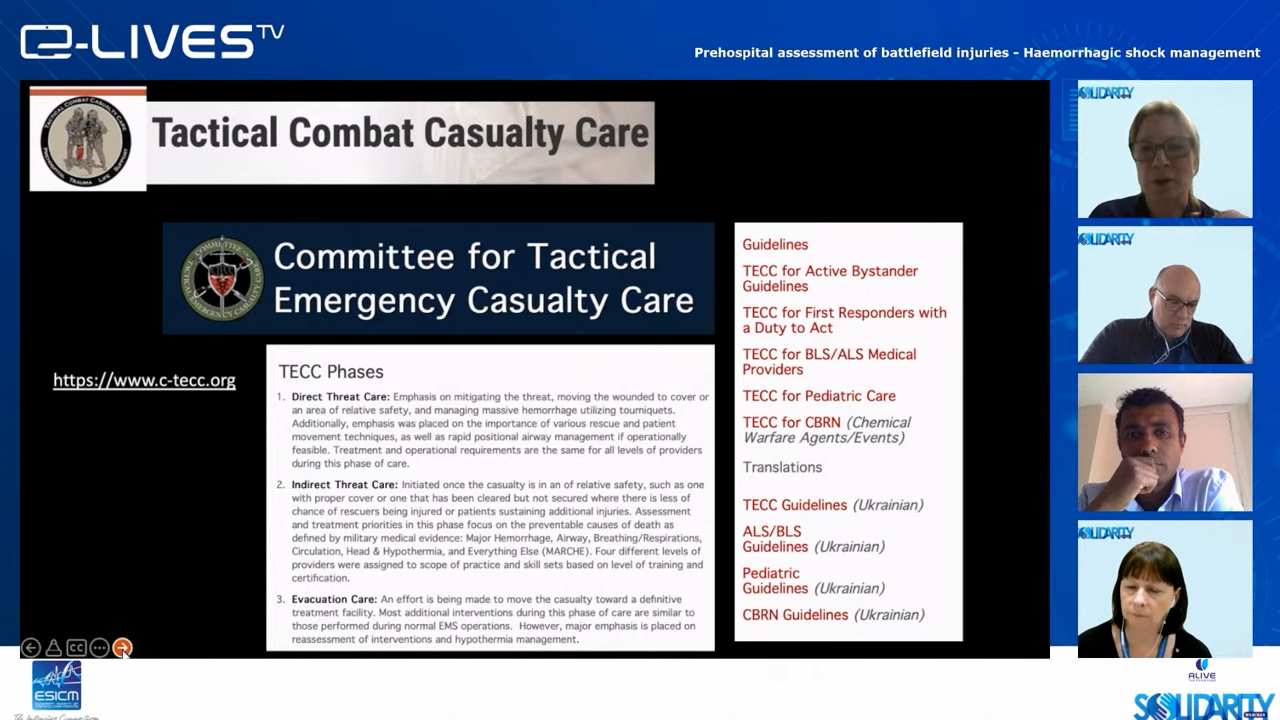 e-LIVES TV
Prehospital assessment of battlefield injuries - Haemorrhagic shock management
TACTICAL COMBAT CASUALTY CARE
PREHOSPITAL TRAUMA LIFE SUPPORT
Tactical Combat Casualty Care
Committee for Tactical
Emergency Casualty Care
https://www.c-tecc.org
TECC Phases
1. Direct Threat Care: Emphasis on mitigating the threat, moving the wounded to cover or
an area of relative safety, and managing massive hemorrhage utilizing tourniquets.
Additionally, emphasis was placed on the importance of various rescue and patient
movement techniques, as well as rapid positional airway management if operationally
feasible. Treatment and operational requirements are the same for all levels of providers
during this phase of care.
2. Indirect Threat Care: Initiated once the casualty is in an of relative safety, such as one
with proper cover or one that has been cleared but not secured where there is less of
chance of rescuers being injured or patients sustaining additional injuries. Assessment
and treatment priorities in this phase focus on the preventable causes of death as
defined by military medical evidence: Major Hemorrhage, Airway, Breathing/Respirations,
Circulation, Head & Hypothermia, and Everything Else (MARCHE). Four different levels of
providers were assigned to scope of practice and skill sets based on level of training and
certification.
3. Evacuation Care: An effort is being made to move the casualty toward a definitive
treatment facility. Most additional interventions during this phase of care are similar to
those performed during normal EMS operations. However, major emphasis is placed on
reassessment of interventions and hypothermia management.
Guidelines
TECC for Active Bystander
Guidelines
TECC for First Responders with
a Duty to Act
TECC for BLS/ALS Medical
Providers
TECC for Pediatric Care
TECC for CBRN (Chemical
Warfare Agents/Events)
Translations
TECC Guidelines (Ukrainian)
ALS/BLS
Guidelines (Ukrainian)
Pediatric
Guidelines (Ukrainian)
CBRN Guidelines (Ukrainian)
SOLIDARITY
SOLIDARITY
SOLIDARITY
SOLIDARITY
CC
ESICM
ALIVE
SOLIDARITY
WEBINAR